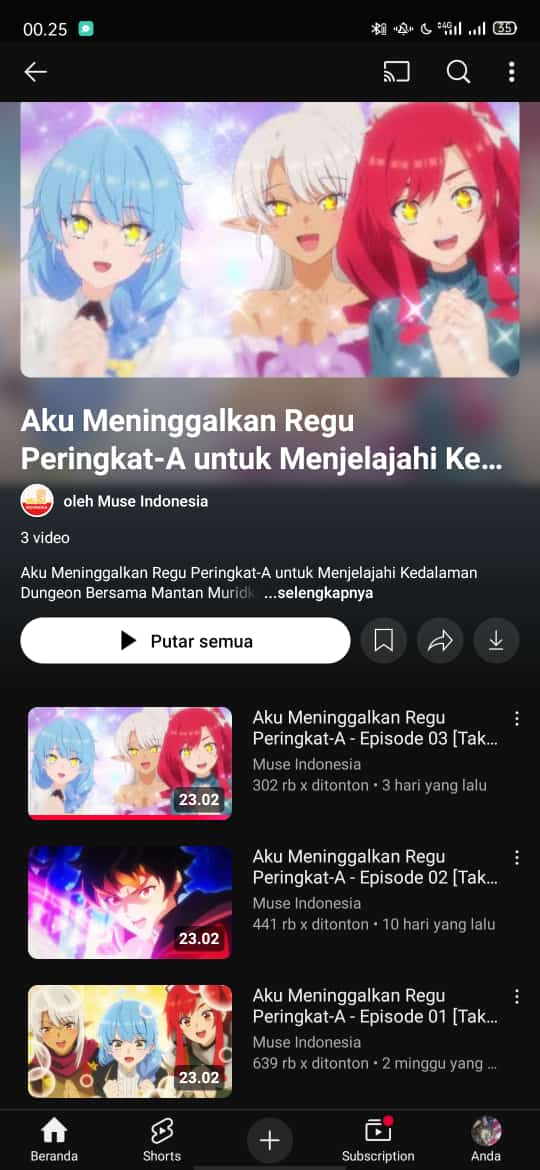 00.25
4G
35
Aku Meninggalkan Regu
Peringkat-A untuk Menjelajahi Ke...
oleh Muse Indonesia
3 video
Aku Meninggalkan Regu Peringkat-A untuk Menjelajahi Kedalaman
Dungeon Bersama Mantan Muridk ...selengkapnya
Putar semua
23.02
Aku Meninggalkan Regu
Peringkat-A - Episode 03 [Tak...
Muse Indonesia
302 rb x ditonton • 3 hari yang lalu
23.02
Aku Meninggalkan Regu
Peringkat-A - Episode 02 [Tak...
Muse Indonesia
441 rb x ditonton • 10 hari yang lalu
23.02
Aku Meninggalkan Regu
Peringkat-A - Episode 01 [Tak...
Muse Indonesia
639 rb x ditonton • 2 minggu yang ...
Beranda
Shorts
Subscription
Anda